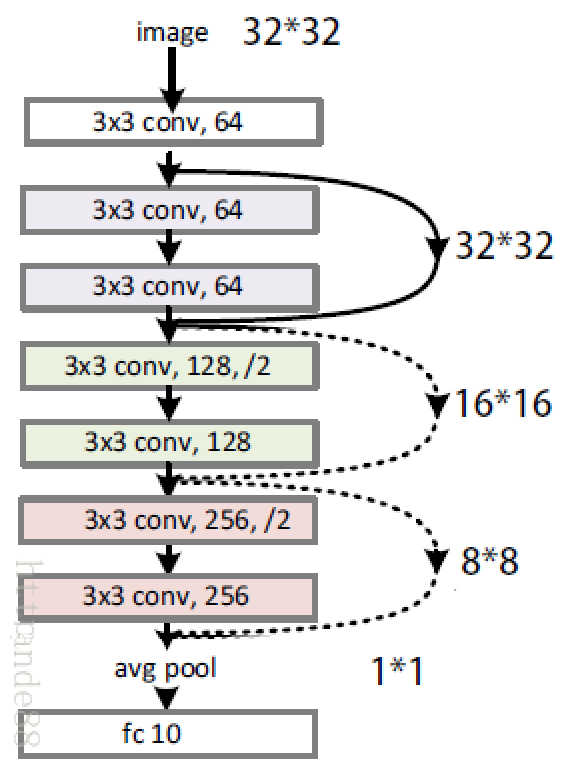 image 32*32
3x3 conv, 64
3x3 conv, 64
32*32
3x3 conv, 64
3x3 conv, 128, /2
16*16
3x3 conv, 128
3x3 conv, 256, /2
8*8
3x3 conv, 256
avg pool 1*1
fc 10